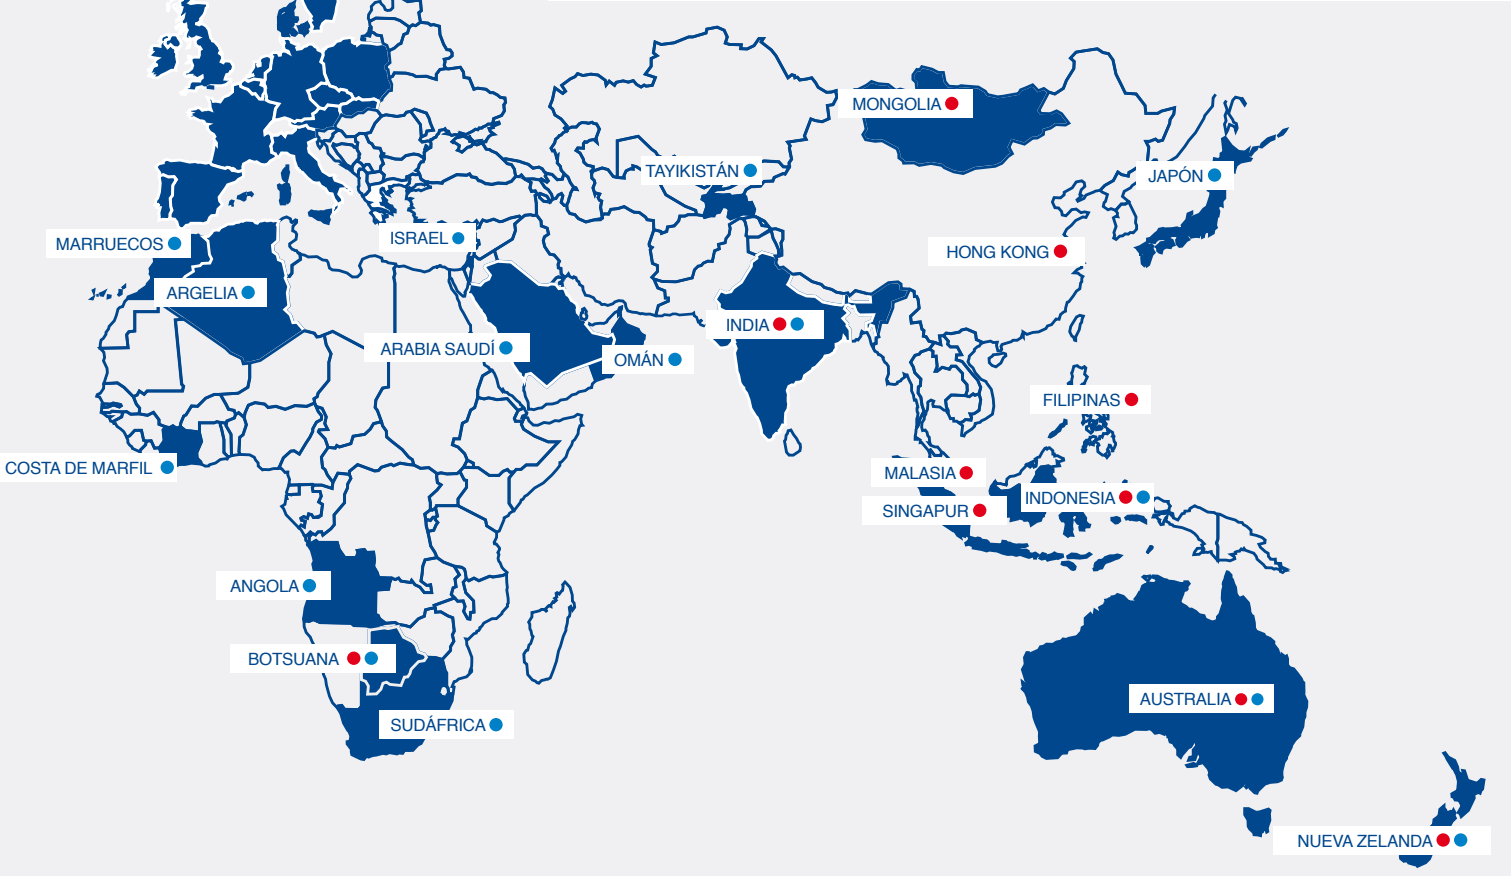 MONGOLIA
TAYIKISTÁN
JAPÓN
ISRAEL
MARRUECOS
HONG KONG
ARGELIA
INDIA
ARABIA SAUDÍ
OMÁN
FILIPINAS
COSTA DE MARFIL
MALASIA
INDONESIA
SINGAPUR
ANGOLA
BOTSUANA
AUSTRALIA
SUDÁFRICA
NUEVA ZELANDA